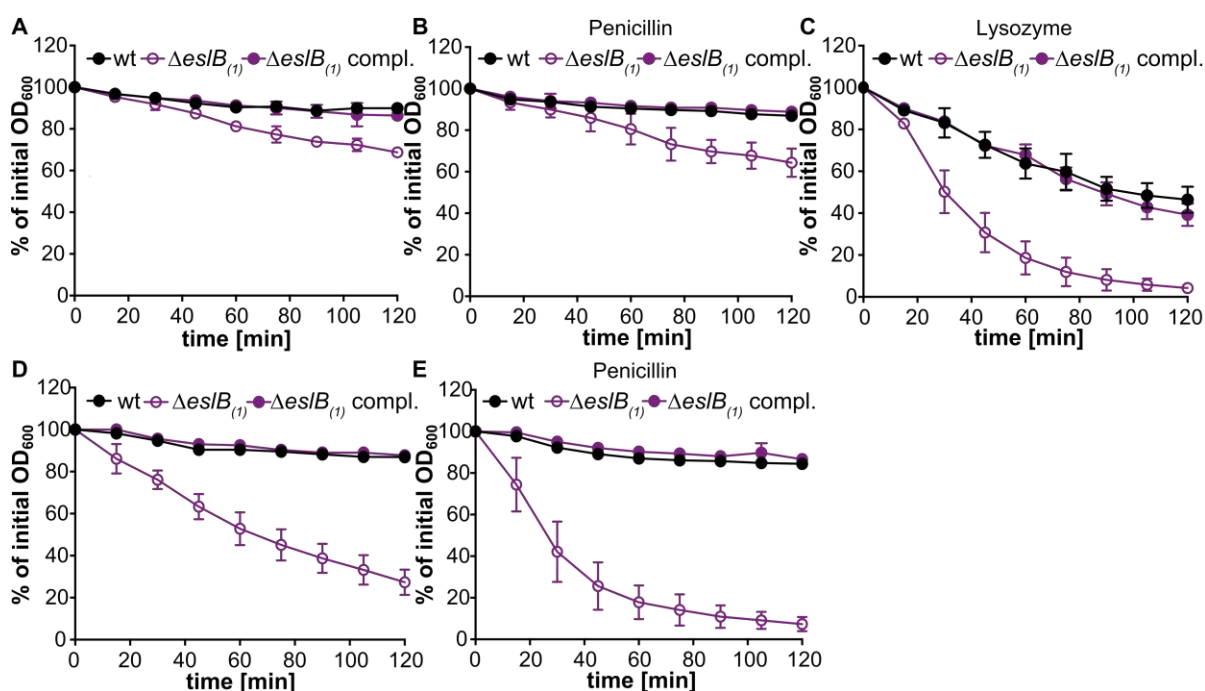 A
wt ΔeslB(1) ΔeslB(1) compl.
% of initial OD600
120
100
80
60
40
20
0
0 20 40 60 80 100 120
time [min]
B Penicillin
wt ΔeslB(1) ΔeslB(1) compl.
% of initial OD600
120
100
80
60
40
20
0
0 20 40 60 80 100 120
time [min]
C Lysozyme
wt ΔeslB(1) ΔeslB(1) compl.
% of initial OD600
120
100
80
60
40
20
0
0 20 40 60 80 100 120
time [min]
D
wt ΔeslB(1) ΔeslB(1) compl.
% of initial OD600
120
100
80
60
40
20
0
0 20 40 60 80 100 120
time [min]
E Penicillin
wt ΔeslB(1) ΔeslB(1) compl.
% of initial OD600
120
100
80
60
40
20
0
0 20 40 60 80 100 120
time [min]